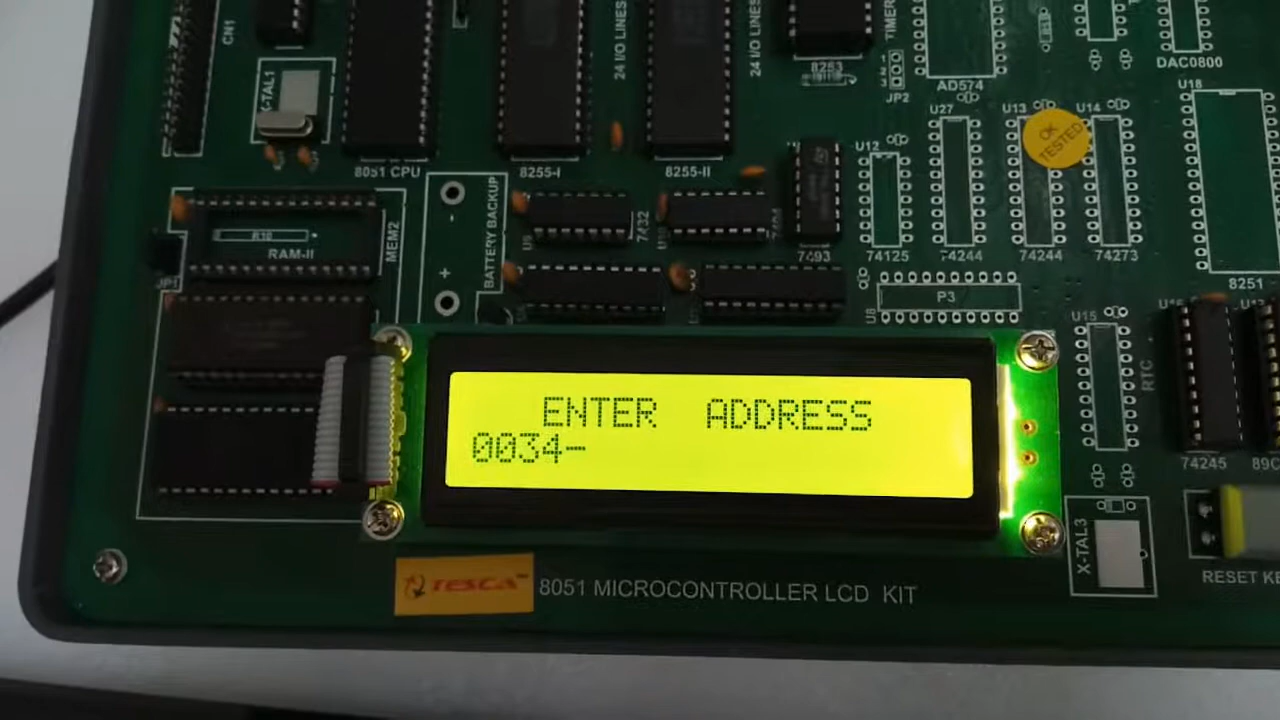 CN1
X-TAL1
8051 CPU
24 I/O LINES
8255-I
24 I/O LINES
8255-II
8253
TIMER
JP2
AD574
DAC0800
U27
U13
U14
U18
OK
TESTED
U12
7432
7493
74125
74244
74244
74273
8251
RAM-II
MEM2
BATTERY BACKUP
-
+
JP1
P3
U8
U15
RTC
74245
ENTER ADDRESS
0034-
X-TAL3
RESET KE
TESCA
8051 MICROCONTROLLER LCD KIT